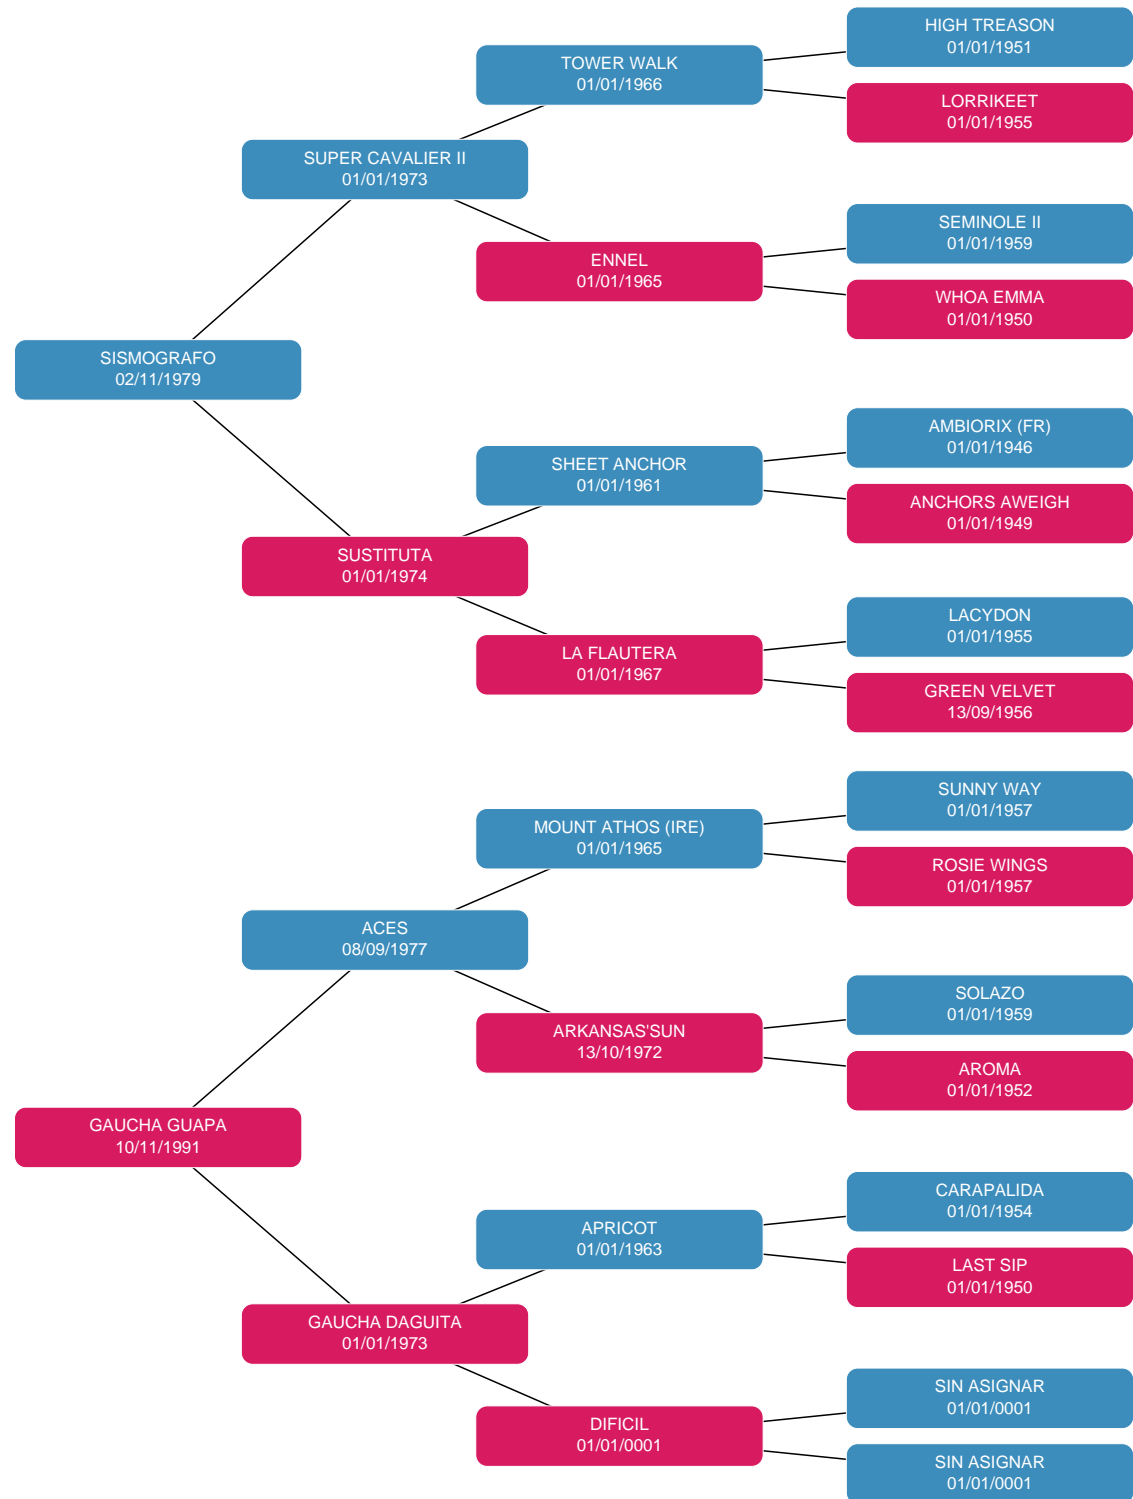 HIGH TREASON
01/01/1951
TOWER WALK
01/01/1966
LORRIKEET
01/01/1955
SUPER CAVALIER II
01/01/1973
SEMINOLE II
01/01/1959
ENNEL
01/01/1965
WHOA EMMA
01/01/1950
SISMOGRAFO
02/11/1979
AMBIORIX (FR)
01/01/1946
SHEET ANCHOR
01/01/1961
ANCHORS AWEIGH
01/01/1949
SUSTITUTA
01/01/1974
LACYDON
01/01/1955
LA FLAUTERA
01/01/1967
GREEN VELVET
13/09/1956
SUNNY WAY
01/01/1957
MOUNT ATHOS (IRE)
01/01/1965
ROSIE WINGS
01/01/1957
ACES
08/09/1977
SOLAZO
01/01/1959
ARKANSAS'SUN
13/10/1972
AROMA
01/01/1952
GAUCHA GUAPA
10/11/1991
CARAPALIDA
01/01/1954
APRICOT
01/01/1963
LAST SIP
01/01/1950
GAUCHA DAGUITA
01/01/1973
SIN ASIGNAR
01/01/0001
DIFICIL
01/01/0001
SIN ASIGNAR
01/01/0001